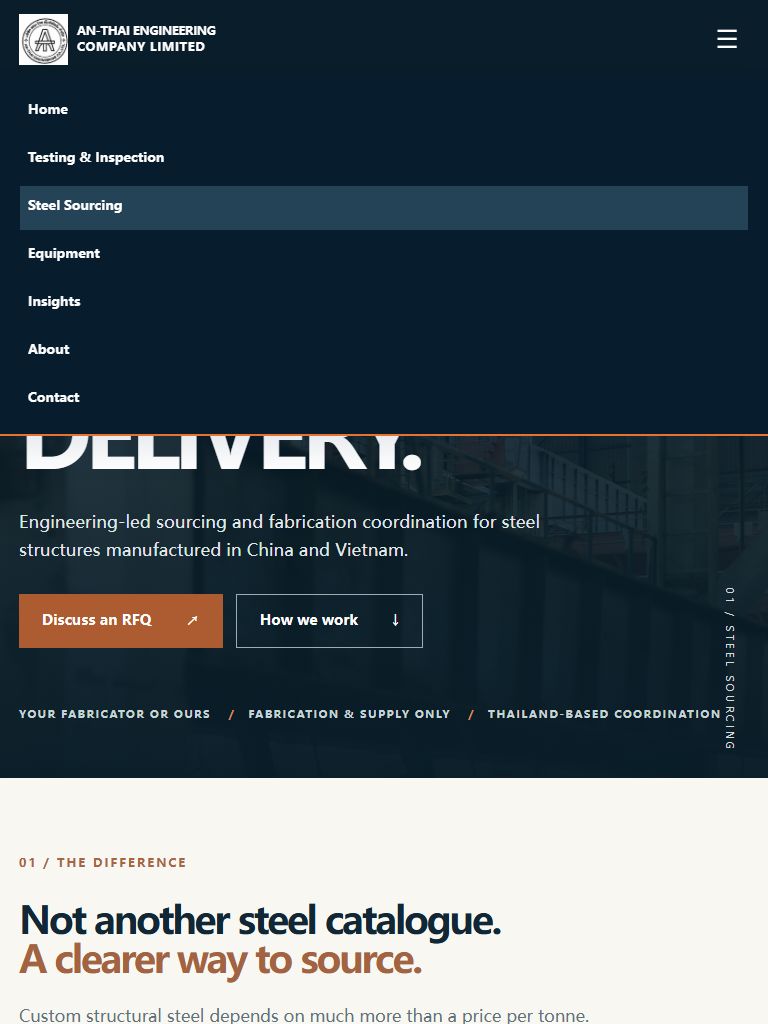 AN-THAI ENGINEERING
COMPANY LIMITED
☰
Home
Testing & Inspection
Steel Sourcing
Equipment
Insights
About
Contact
DELIVERY.
Engineering-led sourcing and fabrication coordination for steel
structures manufactured in China and Vietnam.
Discuss an RFQ ↗
How we work ↓
01 / STEEL SOURCING
YOUR FABRICATOR OR OURS / FABRICATION & SUPPLY ONLY / THAILAND-BASED COORDINATION
01 / THE DIFFERENCE
Not another steel catalogue.
A clearer way to source.
Custom structural steel depends on much more than a price per tonne.